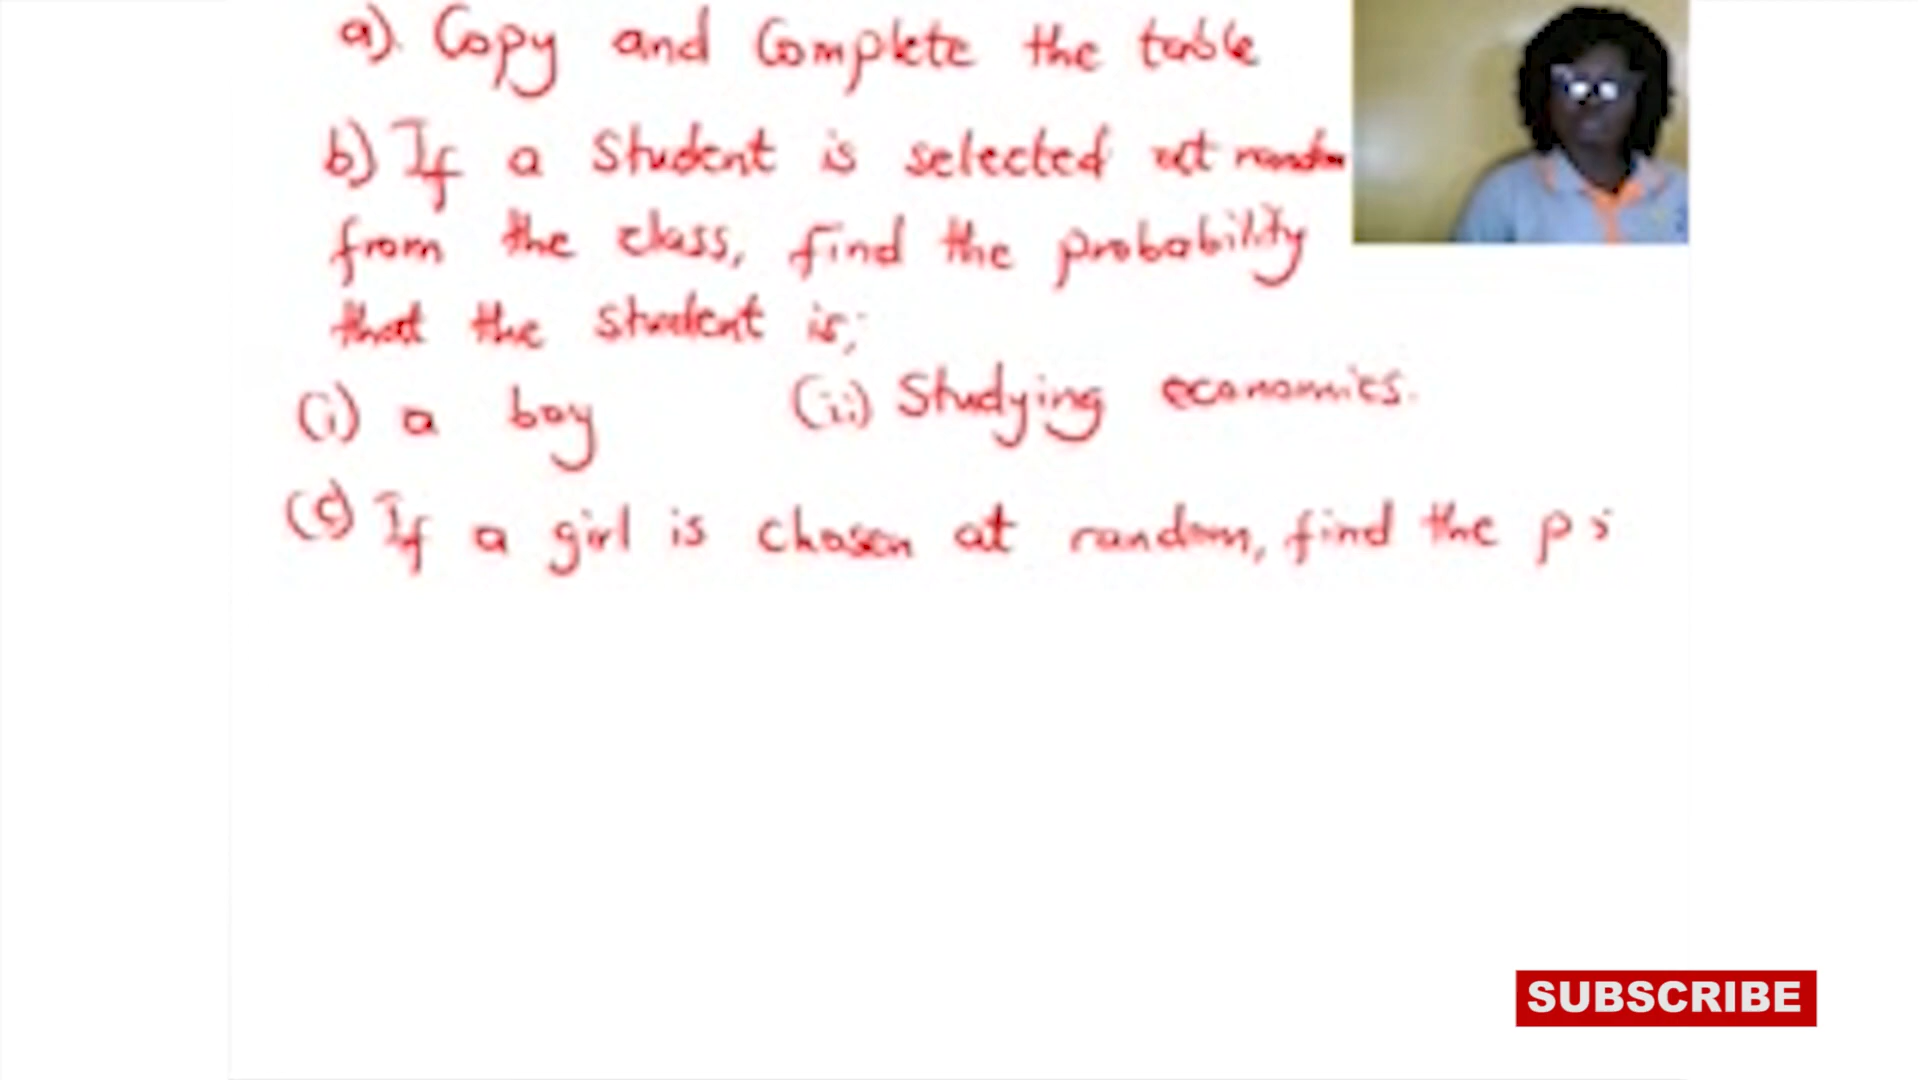 a). Copy and Complete the table
b) If a student is selected at random
from the class, find the probability
that the student is;
(i) a boy (ii) Studying economics.
(c) If a girl is chosen at random, find the p
SUBSCRIBE